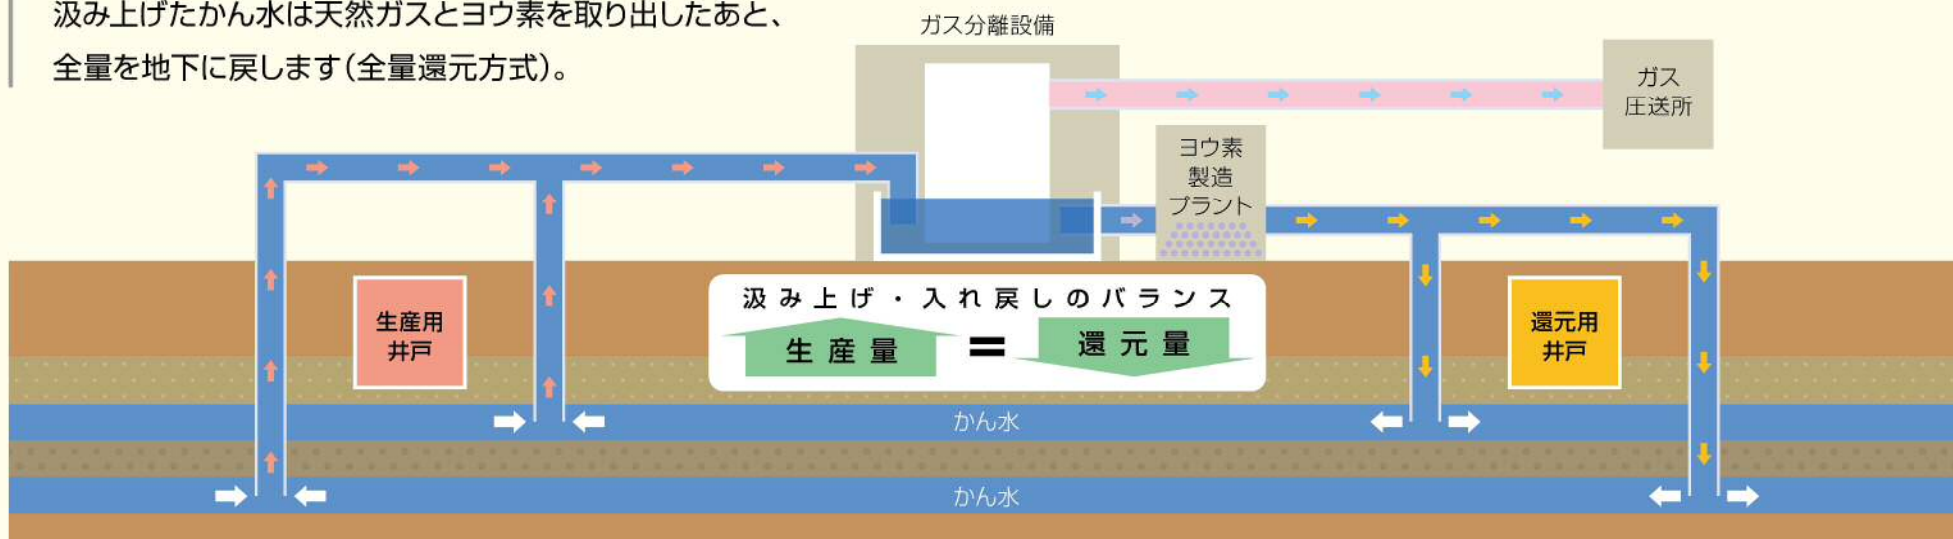 汲み上げたかん水は天然ガスとヨウ素を取り出したあと、
全量を地下に戻します(全量還元方式)。
ガス分離設備
ガス
圧送所
ヨウ素
製造
プラント
生産用
井戸
汲み上げ・入れ戻しのバランス
生産量 = 還元量
還元用
井戸
かん水
かん水